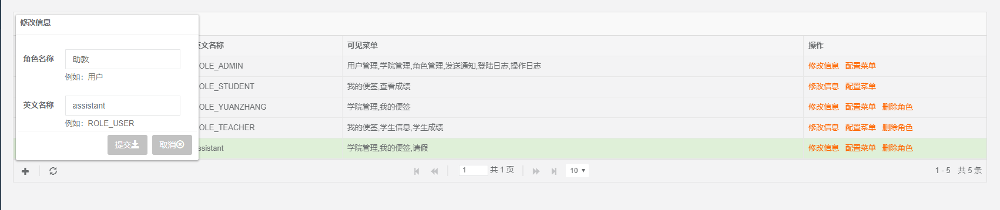 修改信息
角色名称 助教
例如：用户
英文名称 assistant
例如：ROLE_USER
提交 取消
英文名称 可见菜单 操作
OLE_ADMIN 用户管理,学院管理,角色管理,发送通知,登陆日志,操作日志 修改信息 配置菜单
OLE_STUDENT 我的便签,查看成绩 修改信息 配置菜单
OLE_YUANZHANG 学院管理,我的便签 修改信息 配置菜单 删除角色
OLE_TEACHER 我的便签,学生信息,学生成绩 修改信息 配置菜单 删除角色
ssistant 学院管理,我的便签,请假 修改信息 配置菜单 删除角色
1 共 1 页 10 1 - 5 共 5 条